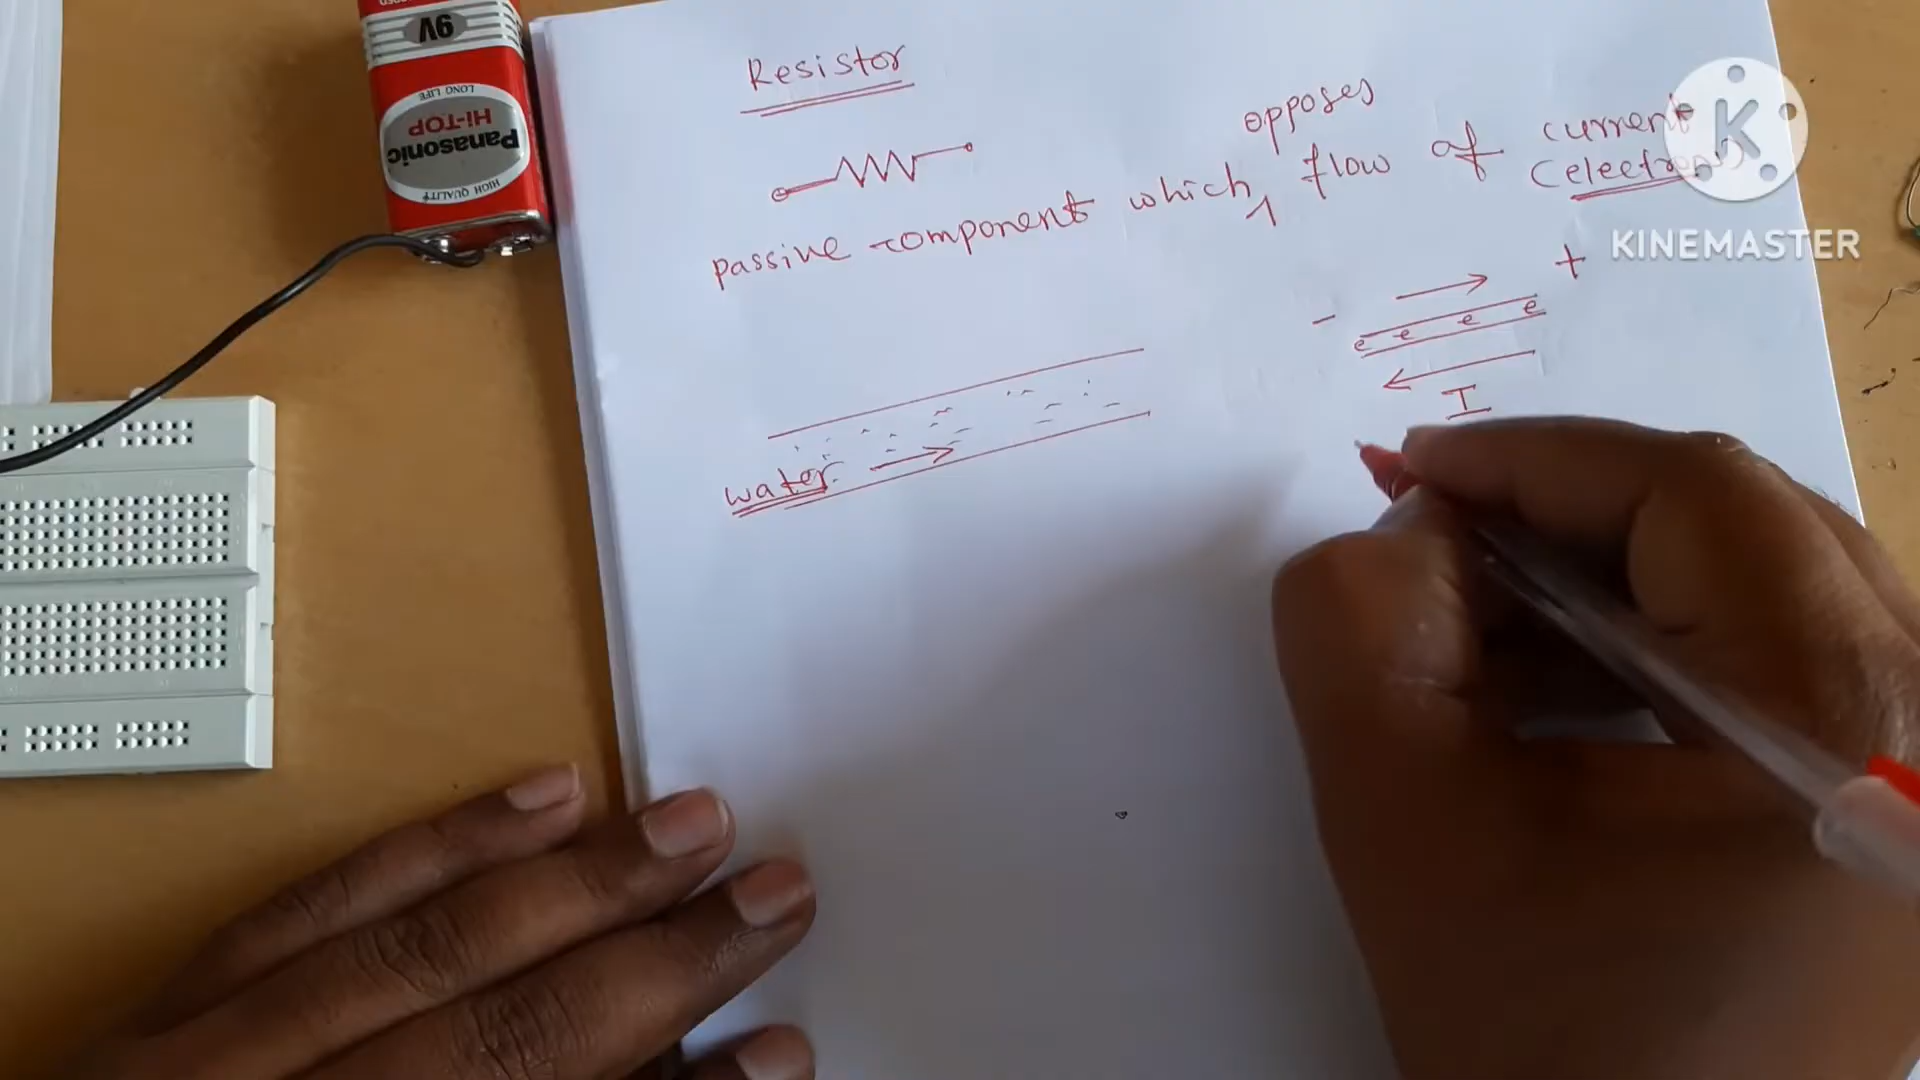 9V
LONG LIFE
Hi-TOP
Panasonic
HIGH QUALITY
Resistor
opposes
passive component which flow of current
(electrons)
K
KINEMASTER
- +
e e e e
I
water